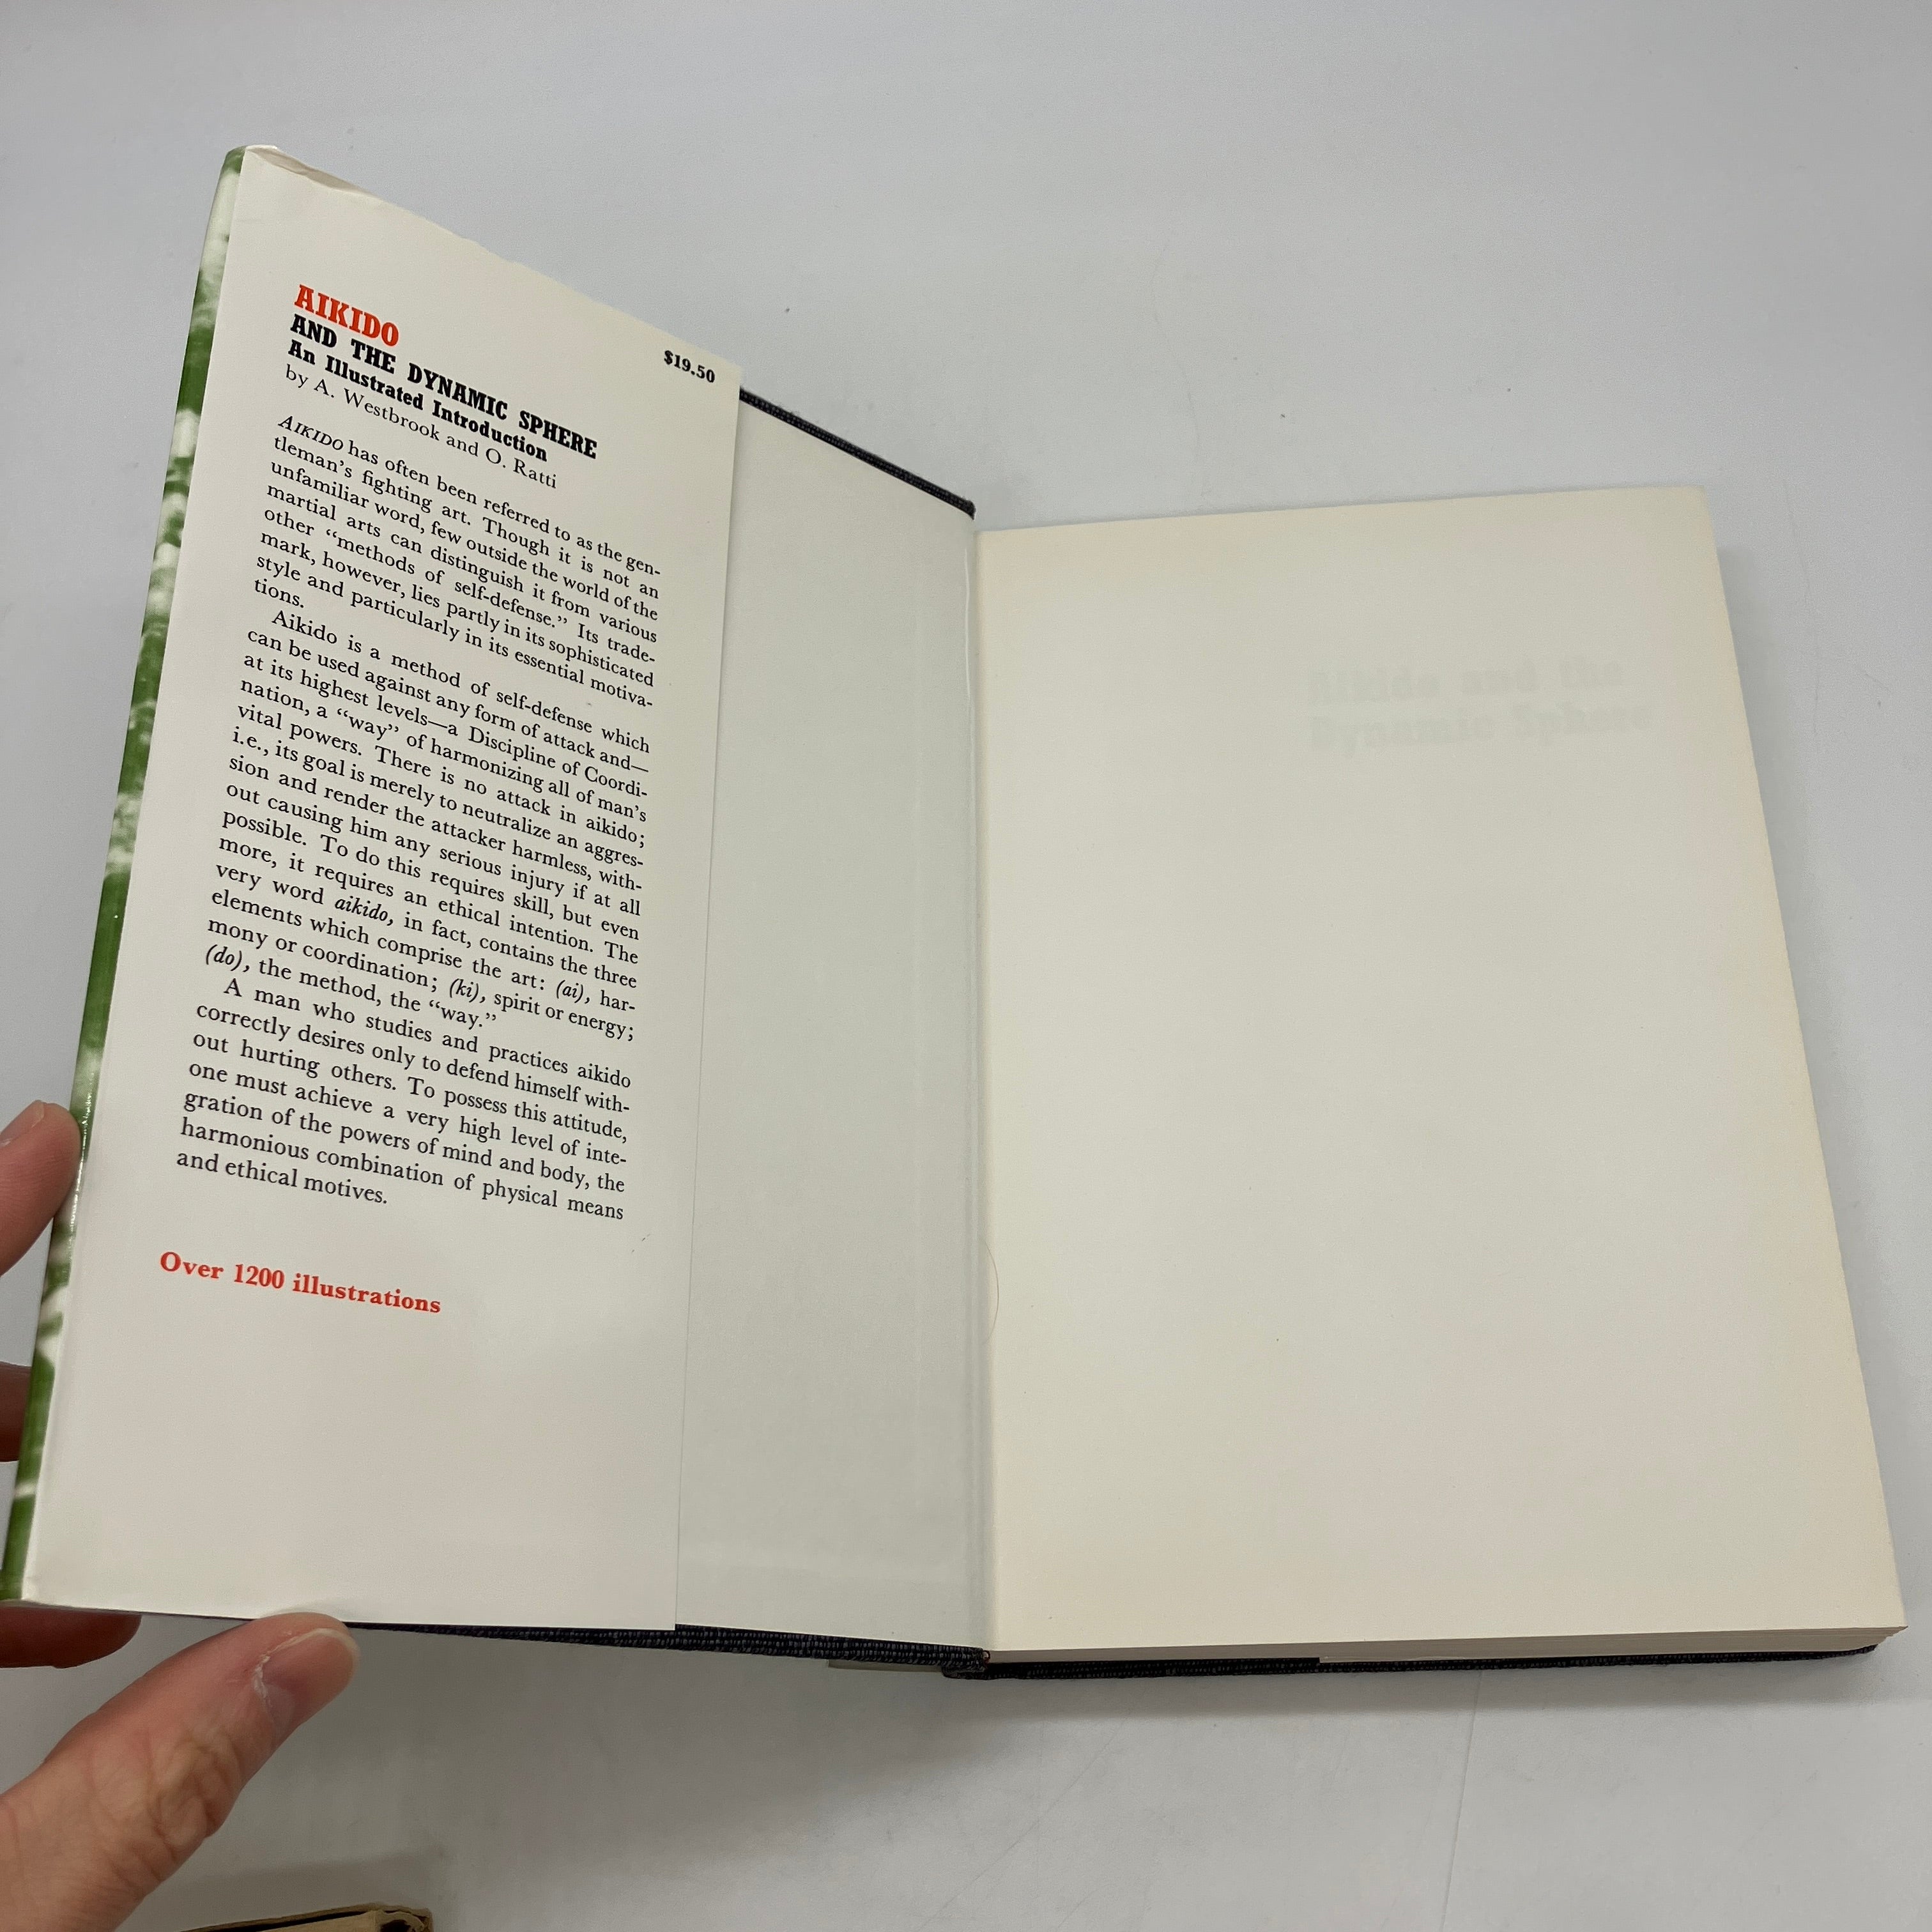 AIKIDO
AND THE DYNAMIC SPHERE
An Illustrated Introduction
by A. Westbrook and O. Ratti
$19.50
AIKIDO has often been referred to as the gen-
tleman's fighting art. Though it is not an
unfamiliar word, few outside the world of the
martial arts can distinguish it from various
other “methods of self-defense.” Its trade-
mark, however, lies partly in its sophisticated
style and particularly in its essential motiva-
tions.
Aikido is a method of self-defense which
can be used against any form of attack and—
at its highest levels—a Discipline of Coordi-
nation, a “way” of harmonizing all of man's
vital powers. There is no attack in aikido;
i.e., its goal is merely to neutralize an aggres-
sion and render the attacker harmless, with-
out causing him any serious injury if at all
possible. To do this requires skill, but even
more, it requires an ethical intention. The
very word aikido, in fact, contains the three
elements which comprise the art: (ai), har-
mony or coordination; (ki), spirit or energy;
(do), the method, the “way.”
A man who studies and practices aikido
correctly desires only to defend himself with-
out hurting others. To possess this attitude,
one must achieve a very high level of inte-
gration of the powers of mind and body, the
harmonious combination of physical means
and ethical motives.
Over 1200 illustrations
Aikido and the
Dynamic Sphere